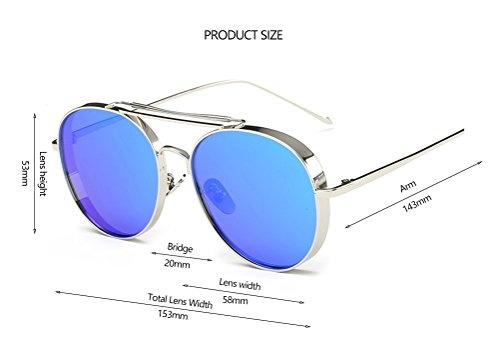 PRODUCT SIZE
Lens height
53mm
Arm
143mm
Bridge
20mm
Lens width
58mm
Total Lens Width
153mm